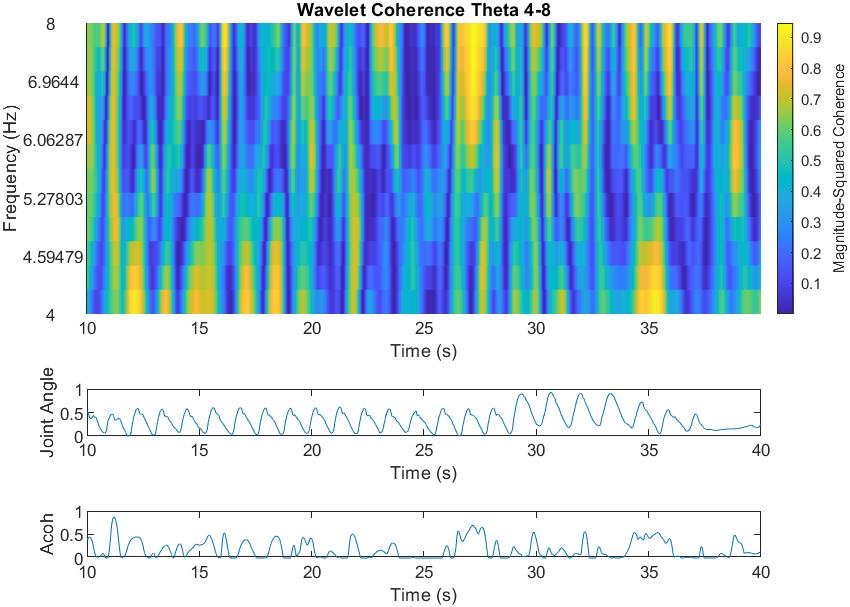 Wavelet Coherence Theta 4-8
8
6.9644
6.06287
5.27803
4.59479
4
Frequency (Hz)
10 15 20 25 30 35
Time (s)
0.9
0.8
0.7
0.6
0.5
0.4
0.3
0.2
0.1
Magnitude-Squared Coherence
Joint Angle
1
0.5
0
10 15 20 25 30 35 40
Time (s)
Acoh
1
0.5
0
10 15 20 25 30 35 40
Time (s)